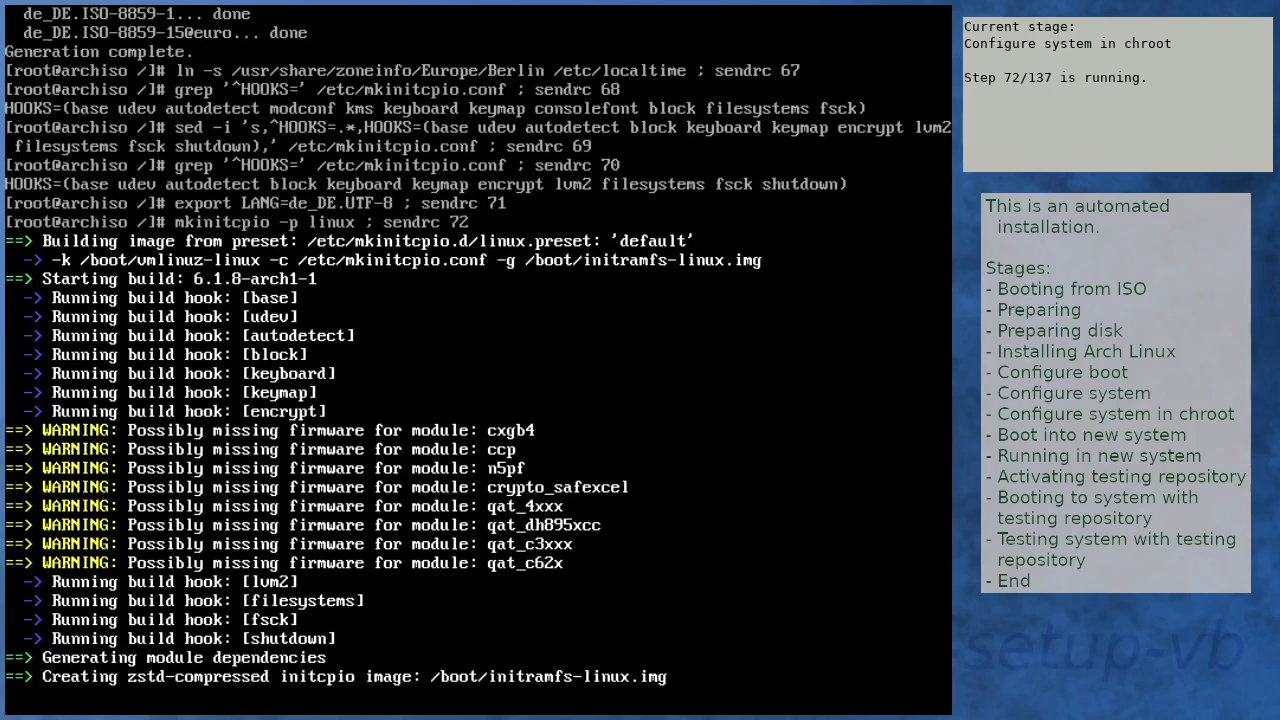 de_DE.ISO-8859-1... done
de_DE.ISO-8859-15@euro... done
Generation complete.
[root@archiso /]# ln -s /usr/share/zoneinfo/Europe/Berlin /etc/localtime ; sendrc 67
[root@archiso /]# grep '^HOOKS=' /etc/mkinitcpio.conf ; sendrc 68
HOOKS=(base udev autodetect modconf kms keyboard keymap consolefont block filesystems fsck)
[root@archiso /]# sed -i 's,^HOOKS=.*,HOOKS=(base udev autodetect block keyboard keymap encrypt lvm2
filesystems fsck shutdown),' /etc/mkinitcpio.conf ; sendrc 69
[root@archiso /]# grep '^HOOKS=' /etc/mkinitcpio.conf ; sendrc 70
HOOKS=(base udev autodetect block keyboard keymap encrypt lvm2 filesystems fsck shutdown)
[root@archiso /]# export LANG=de_DE.UTF-8 ; sendrc 71
[root@archiso /]# mkinitcpio -p linux ; sendrc 72
==> Building image from preset: /etc/mkinitcpio.d/linux.preset: 'default'
-> -k /boot/vmlinuz-linux -c /etc/mkinitcpio.conf -g /boot/initramfs-linux.img
==> Starting build: 6.1.8-arch1-1
-> Running build hook: [base]
-> Running build hook: [udev]
-> Running build hook: [autodetect]
-> Running build hook: [block]
-> Running build hook: [keyboard]
-> Running build hook: [keymap]
-> Running build hook: [encrypt]
==> WARNING: Possibly missing firmware for module: cxgb4
==> WARNING: Possibly missing firmware for module: ccp
==> WARNING: Possibly missing firmware for module: n5pf
==> WARNING: Possibly missing firmware for module: crypto_safexcel
==> WARNING: Possibly missing firmware for module: qat_4xxx
==> WARNING: Possibly missing firmware for module: qat_dh895xcc
==> WARNING: Possibly missing firmware for module: qat_c3xxx
==> WARNING: Possibly missing firmware for module: qat_c62x
-> Running build hook: [lvm2]
-> Running build hook: [filesystems]
-> Running build hook: [fsck]
-> Running build hook: [shutdown]
==> Generating module dependencies
==> Creating zstd-compressed initcpio image: /boot/initramfs-linux.img
Current stage:
Configure system in chroot
Step 72/137 is running.
This is an automated
installation.
Stages:
- Booting from ISO
- Preparing
- Preparing disk
- Installing Arch Linux
- Configure boot
- Configure system
- Configure system in chroot
- Boot into new system
- Running in new system
- Activating testing repository
- Booting to system with
testing repository
- Testing system with testing
repository
- End
-setup-vb